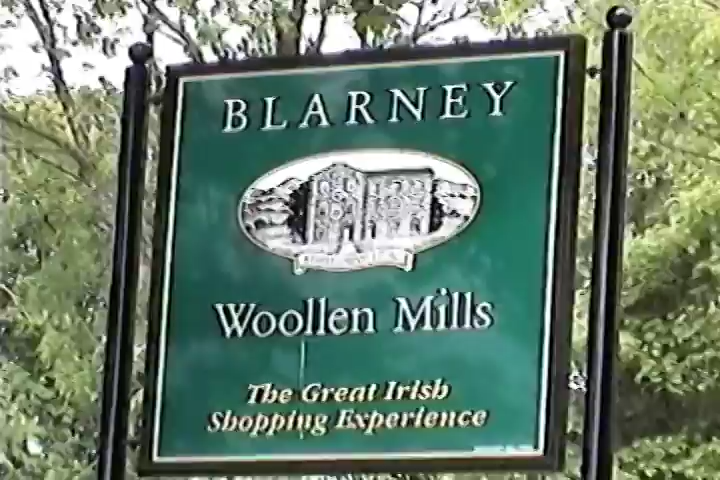 BLARNEY
Woollen Mills
The Great Irish
Shopping Experience